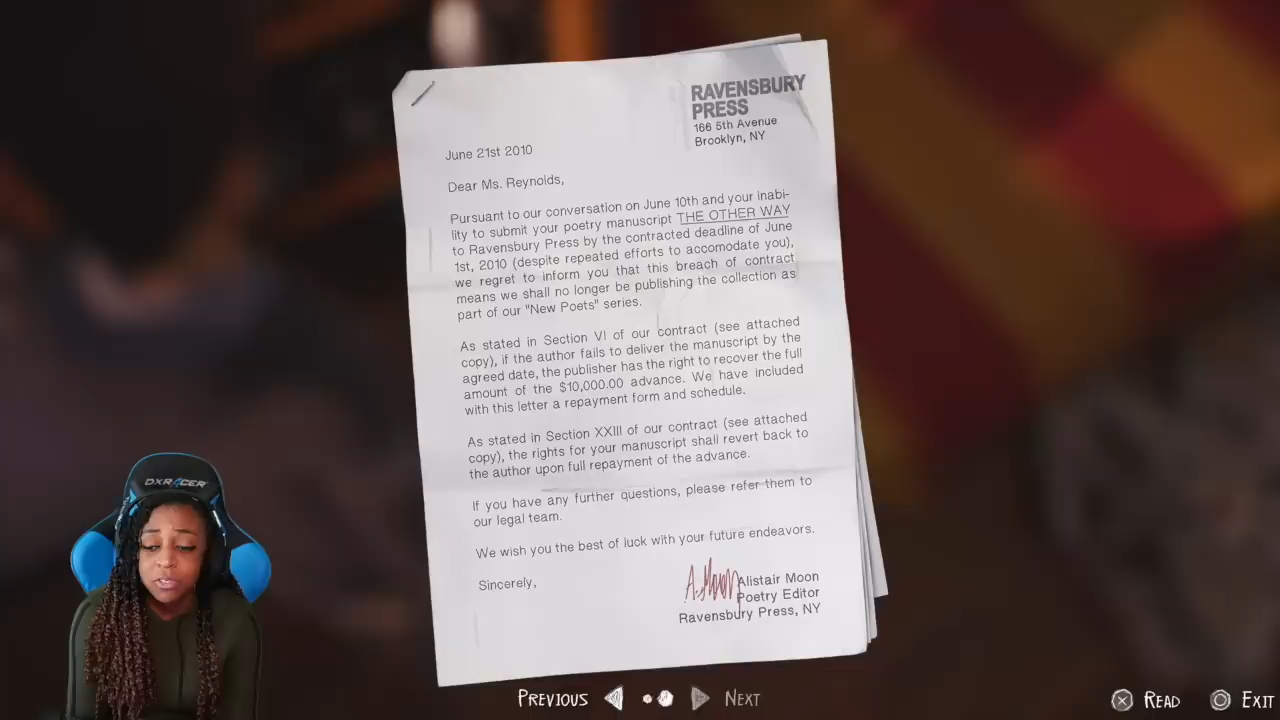 RAVENSBURY
PRESS
166 5th Avenue
Brooklyn, NY
June 21st 2010
Dear Ms. Reynolds,
Pursuant to our conversation on June 10th and your inabi-
lity to submit your poetry manuscript THE OTHER WAY
to Ravensbury Press by the contracted deadline of June
1st, 2010 (despite repeated efforts to accomodate you),
we regret to inform you that this breach of contract
means we shall no longer be publishing the collection as
part of our "New Poets" series.
As stated in Section VI of our contract (see attached
copy), if the author fails to deliver the manuscript by the
agreed date, the publisher has the right to recover the full
amount of the $10,000.00 advance. We have included
with this letter a repayment form and schedule.
As stated in Section XXIII of our contract (see attached
copy), the rights for your manuscript shall revert back to
the author upon full repayment of the advance.
If you have any further questions, please refer them to
our legal team.
We wish you the best of luck with your future endeavors.
Sincerely,
A. Moon
Alistair Moon
Poetry Editor
Ravensbury Press, NY
DXRACER
PREVIOUS NEXT
READ EXIT